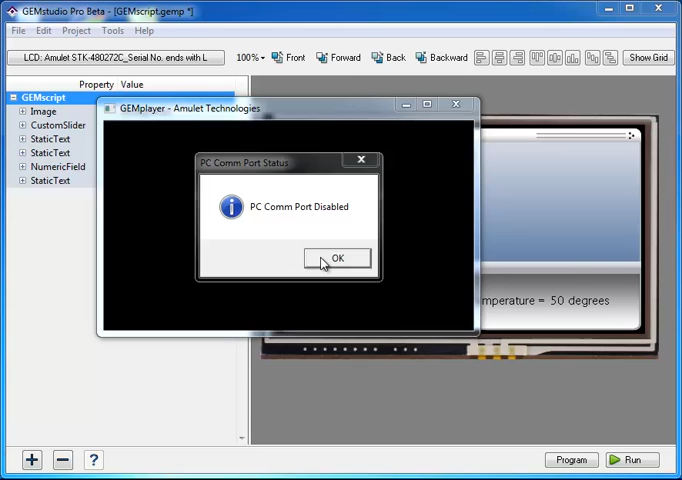 GEMstudio Pro Beta - [GEMscript.gemp *]
File Edit Project Tools Help
LCD: Amulet STK-480272C_Serial No. ends with L
100% Front Forward Back Backward Show Grid
Property Value
GEMscript
Image
CustomSlider
StaticText
StaticText
NumericField
StaticText
GEMplayer - Amulet Technologies
PC Comm Port Status
PC Comm Port Disabled
OK
mperature = 50 degrees
Program Run